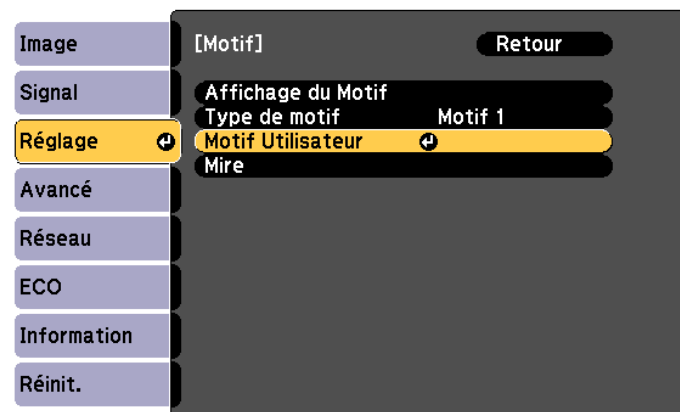 Image
Signal
Réglage
Avancé
Réseau
ECO
Information
Réinit.
[Motif]
Retour
Affichage du Motif
Type de motif Motif 1
Motif Utilisateur
Mire